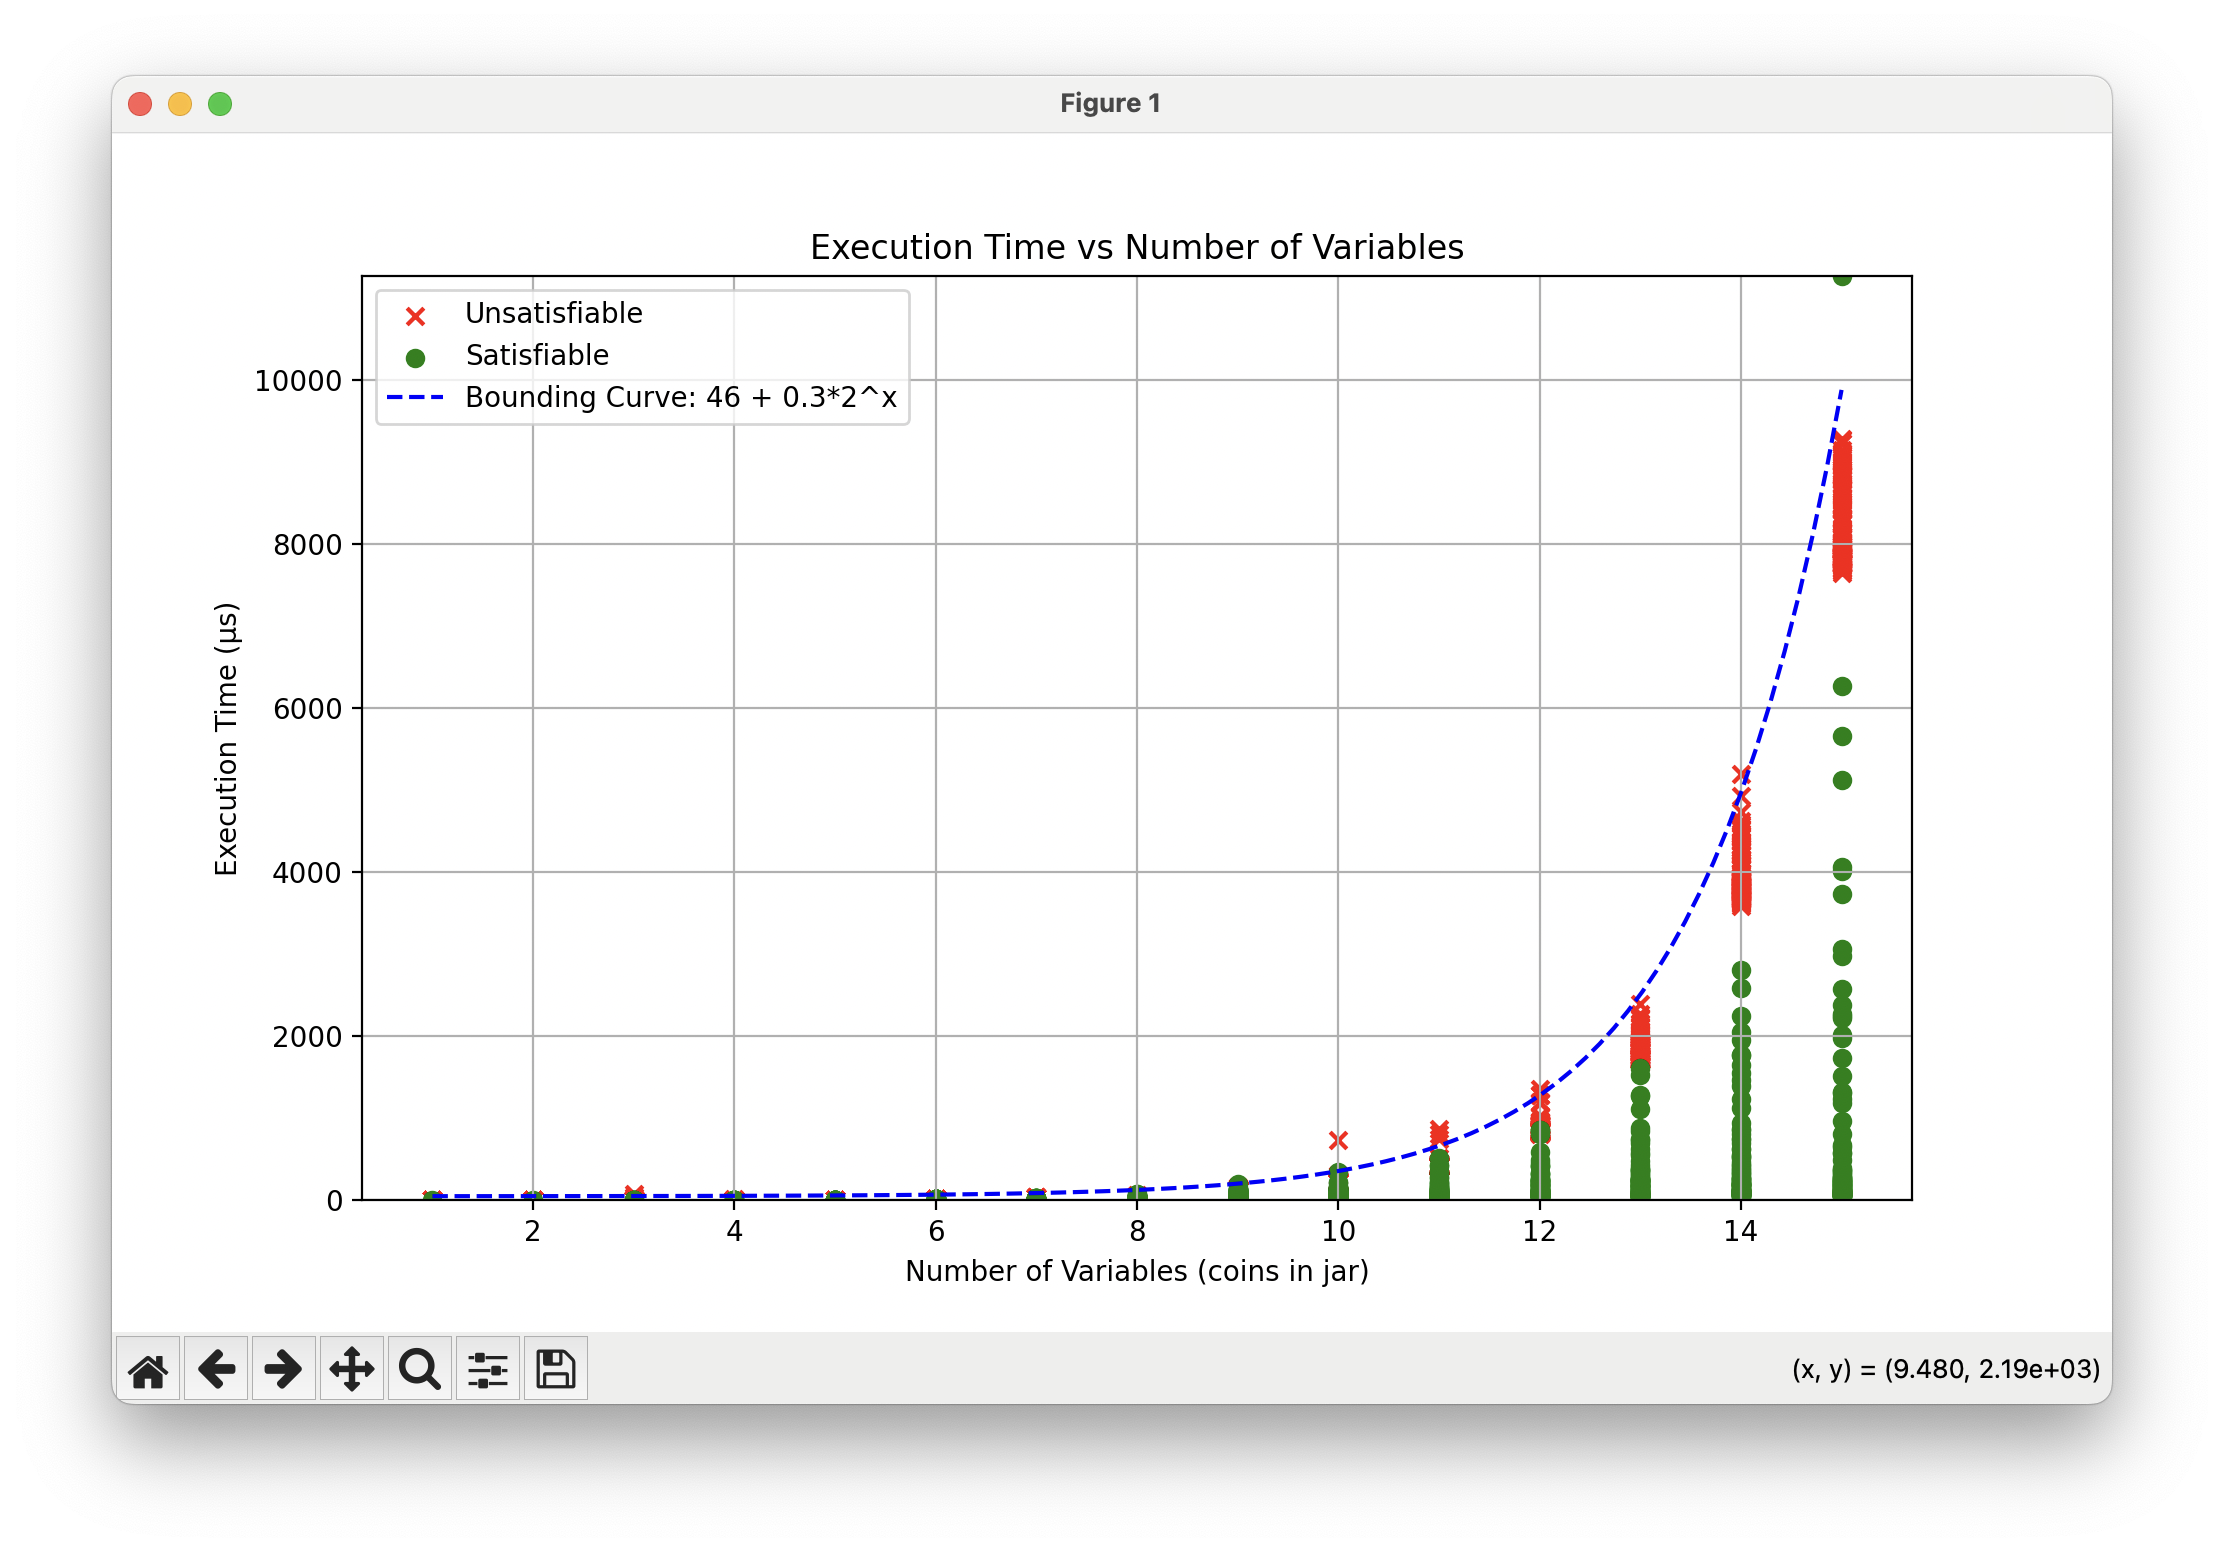 Figure 1
Execution Time vs Number of Variables
Unsatisfiable
Satisfiable
Bounding Curve: 46 + 0.3*2^x
Execution Time (µs)
10000
8000
6000
4000
2000
0
2 4 6 8 10 12 14
Number of Variables (coins in jar)
(x, y) = (9.480, 2.19e+03)